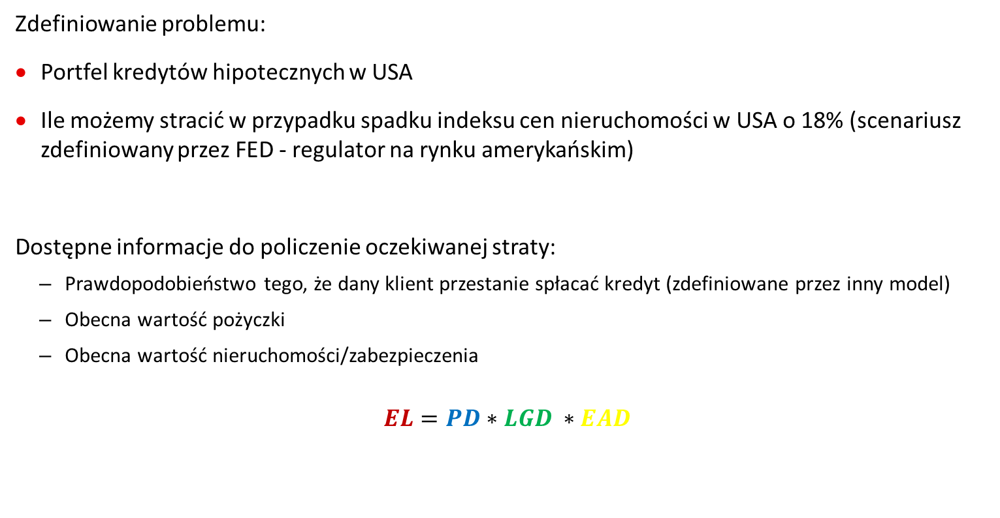 Zdefiniowanie problemu:
• Portfel kredytów hipotecznych w USA
• Ile możemy stracić w przypadku spadku indeksu cen nieruchomości w USA o 18% (scenariusz
zdefiniowany przez FED - regulator na rynku amerykańskim)
Dostępne informacje do policzenie oczekiwanej straty:
– Prawdopodobieństwo tego, że dany klient przestanie spłacać kredyt (zdefiniowane przez inny model)
– Obecna wartość pożyczki
– Obecna wartość nieruchomości/zabezpieczenia
EL = PD * LGD * EAD